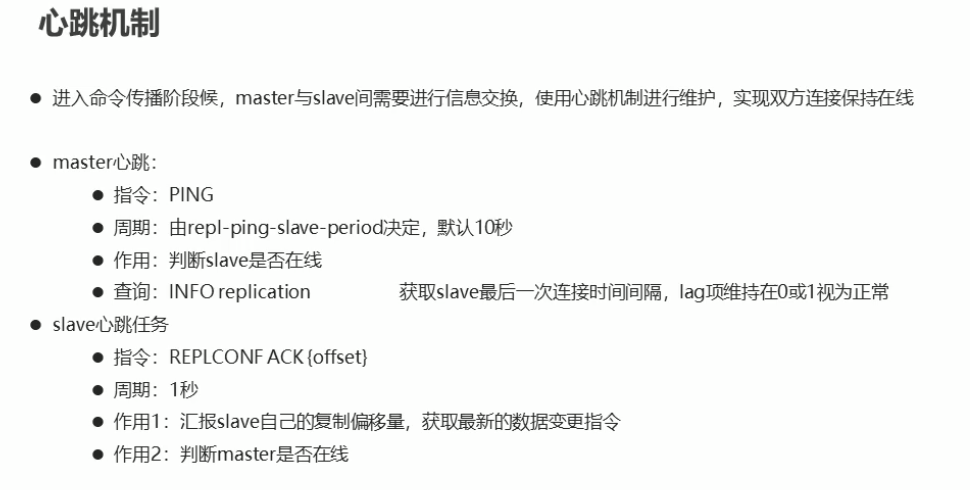 心跳机制
● 进入命令传播阶段候，master与slave间需要进行信息交换，使用心跳机制进行维护，实现双方连接保持在线
● master心跳：
● 指令：PING
● 周期：由repl-ping-slave-period决定，默认10秒
● 作用：判断slave是否在线
● 查询：INFO replication 获取slave最后一次连接时间间隔，lag项维持在0或1视为正常
● slave心跳任务
● 指令：REPLCONF ACK {offset}
● 周期：1秒
● 作用1：汇报slave自己的复制偏移量，获取最新的数据变更指令
● 作用2：判断master是否在线